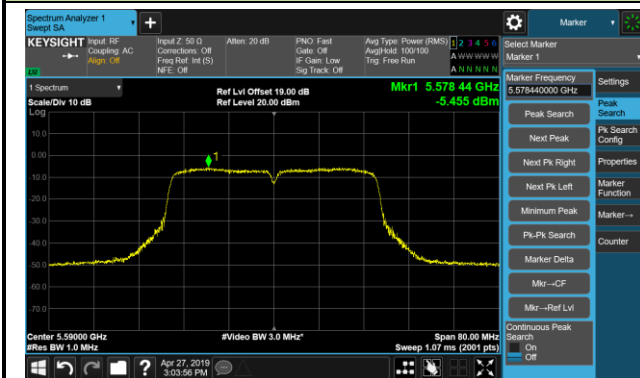 Spectrum Analyzer 1
Swept SA
+
Marker
KEYSIGHT
Input: RF
Coupling: AC
Align: Off
Input Z: 50 Ω
Corrections: Off
Freq Ref: Int (S)
NFE: Off
Atten: 20 dB
PNO: Fast
Gate: Off
IF Gain: Low
Sig Track: Off
Avg Type: Power (RMS)
Avg|Hold: 100/100
Trig: Free Run
1 2 3 4 5 6
A W W W W W
A N N N N N
Select Marker
Marker 1
1 Spectrum
Scale/Div 10 dB
Log
Ref Lvl Offset 19.00 dB
Ref Level 20.00 dBm
Mkr1 5.578 44 GHz
-5.455 dBm
10.0
0.00
-10.0
-20.0
-30.0
-40.0
-50.0
-60.0
-70.0
1
Center 5.59000 GHz
#Res BW 1.0 MHz
#Video BW 3.0 MHz*
Span 80.00 MHz
Sweep 1.07 ms (2001 pts)
Marker Frequency
5.578440000 GHz
Peak Search
Next Peak
Next Pk Right
Next Pk Left
Minimum Peak
Pk-Pk Search
Marker Delta
Mkr→CF
Mkr→Ref Lvl
Continuous Peak
Search
On
Off
Settings
Peak
Search
Pk Search
Config
Properties
Marker
Function
Marker→
Counter
?
Apr 27, 2019
3:03:56 PM